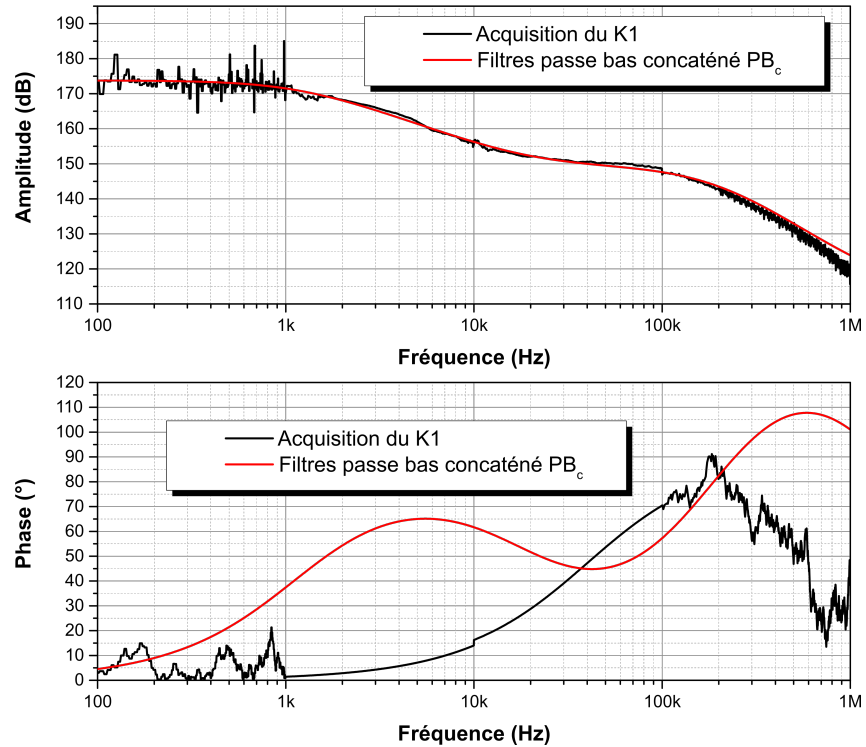 190
180
170
160
150
140
130
120
110
Amplitude (dB)
Acquisition du K1
Filtres passe bas concaténé PBc
100
1k
10k
100k
1M
Fréquence (Hz)
120
110
100
90
80
70
60
50
40
30
20
10
0
Phase (°)
Acquisition du K1
Filtres passe bas concaténé PBc
100
1k
10k
100k
1M
Fréquence (Hz)